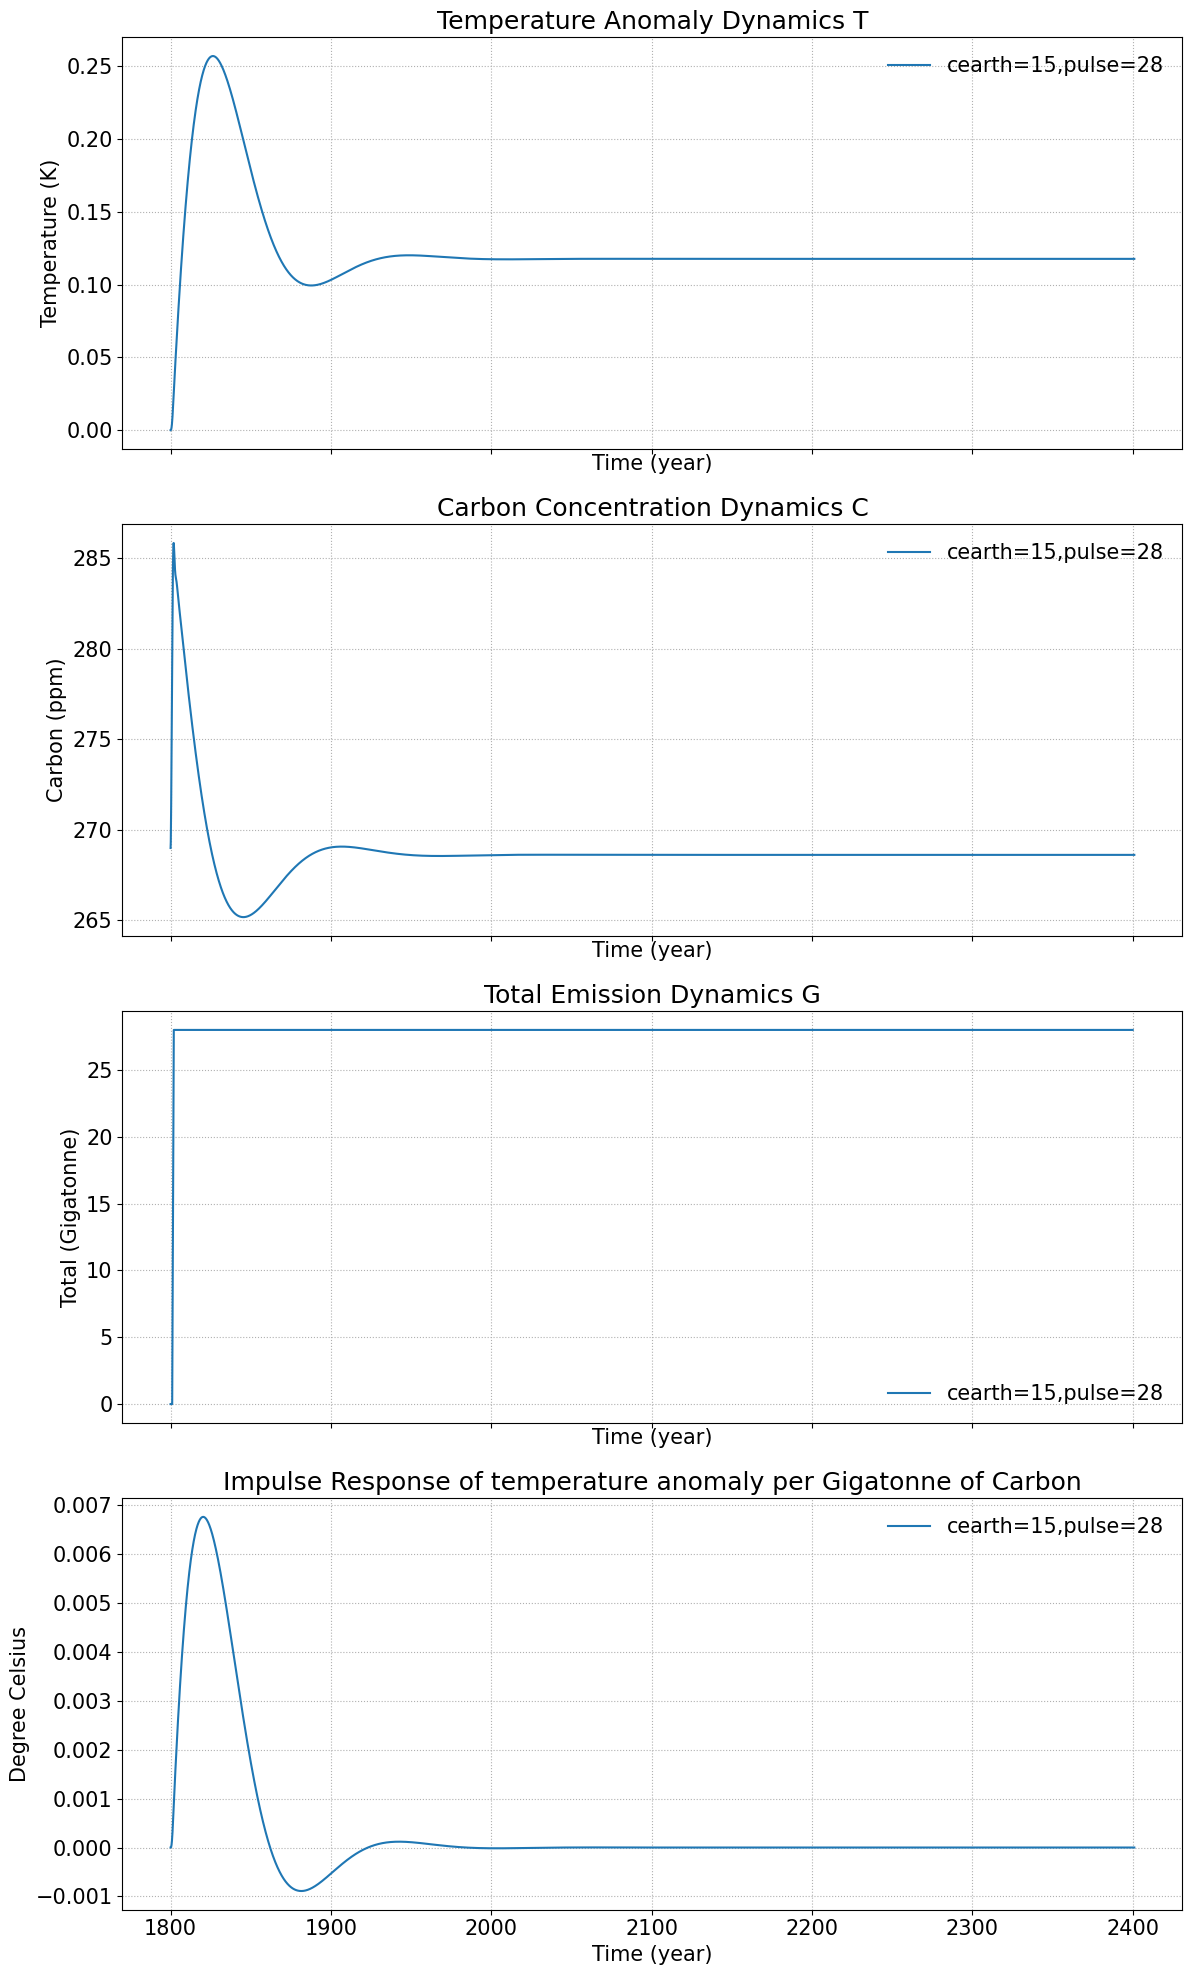 Temperature Anomaly Dynamics T
cearth=15,pulse=28
0.25
0.20
0.15
0.10
0.05
0.00
Temperature (K)
Time (year)
Carbon Concentration Dynamics C
cearth=15,pulse=28
285
280
275
270
265
Carbon (ppm)
Time (year)
Total Emission Dynamics G
25
20
15
10
5
0
Total (Gigatonne)
cearth=15,pulse=28
Time (year)
Impulse Response of temperature anomaly per Gigatonne of Carbon
cearth=15,pulse=28
0.007
0.006
0.005
0.004
0.003
0.002
0.001
0.000
−0.001
Degree Celsius
1800 1900 2000 2100 2200 2300 2400
Time (year)